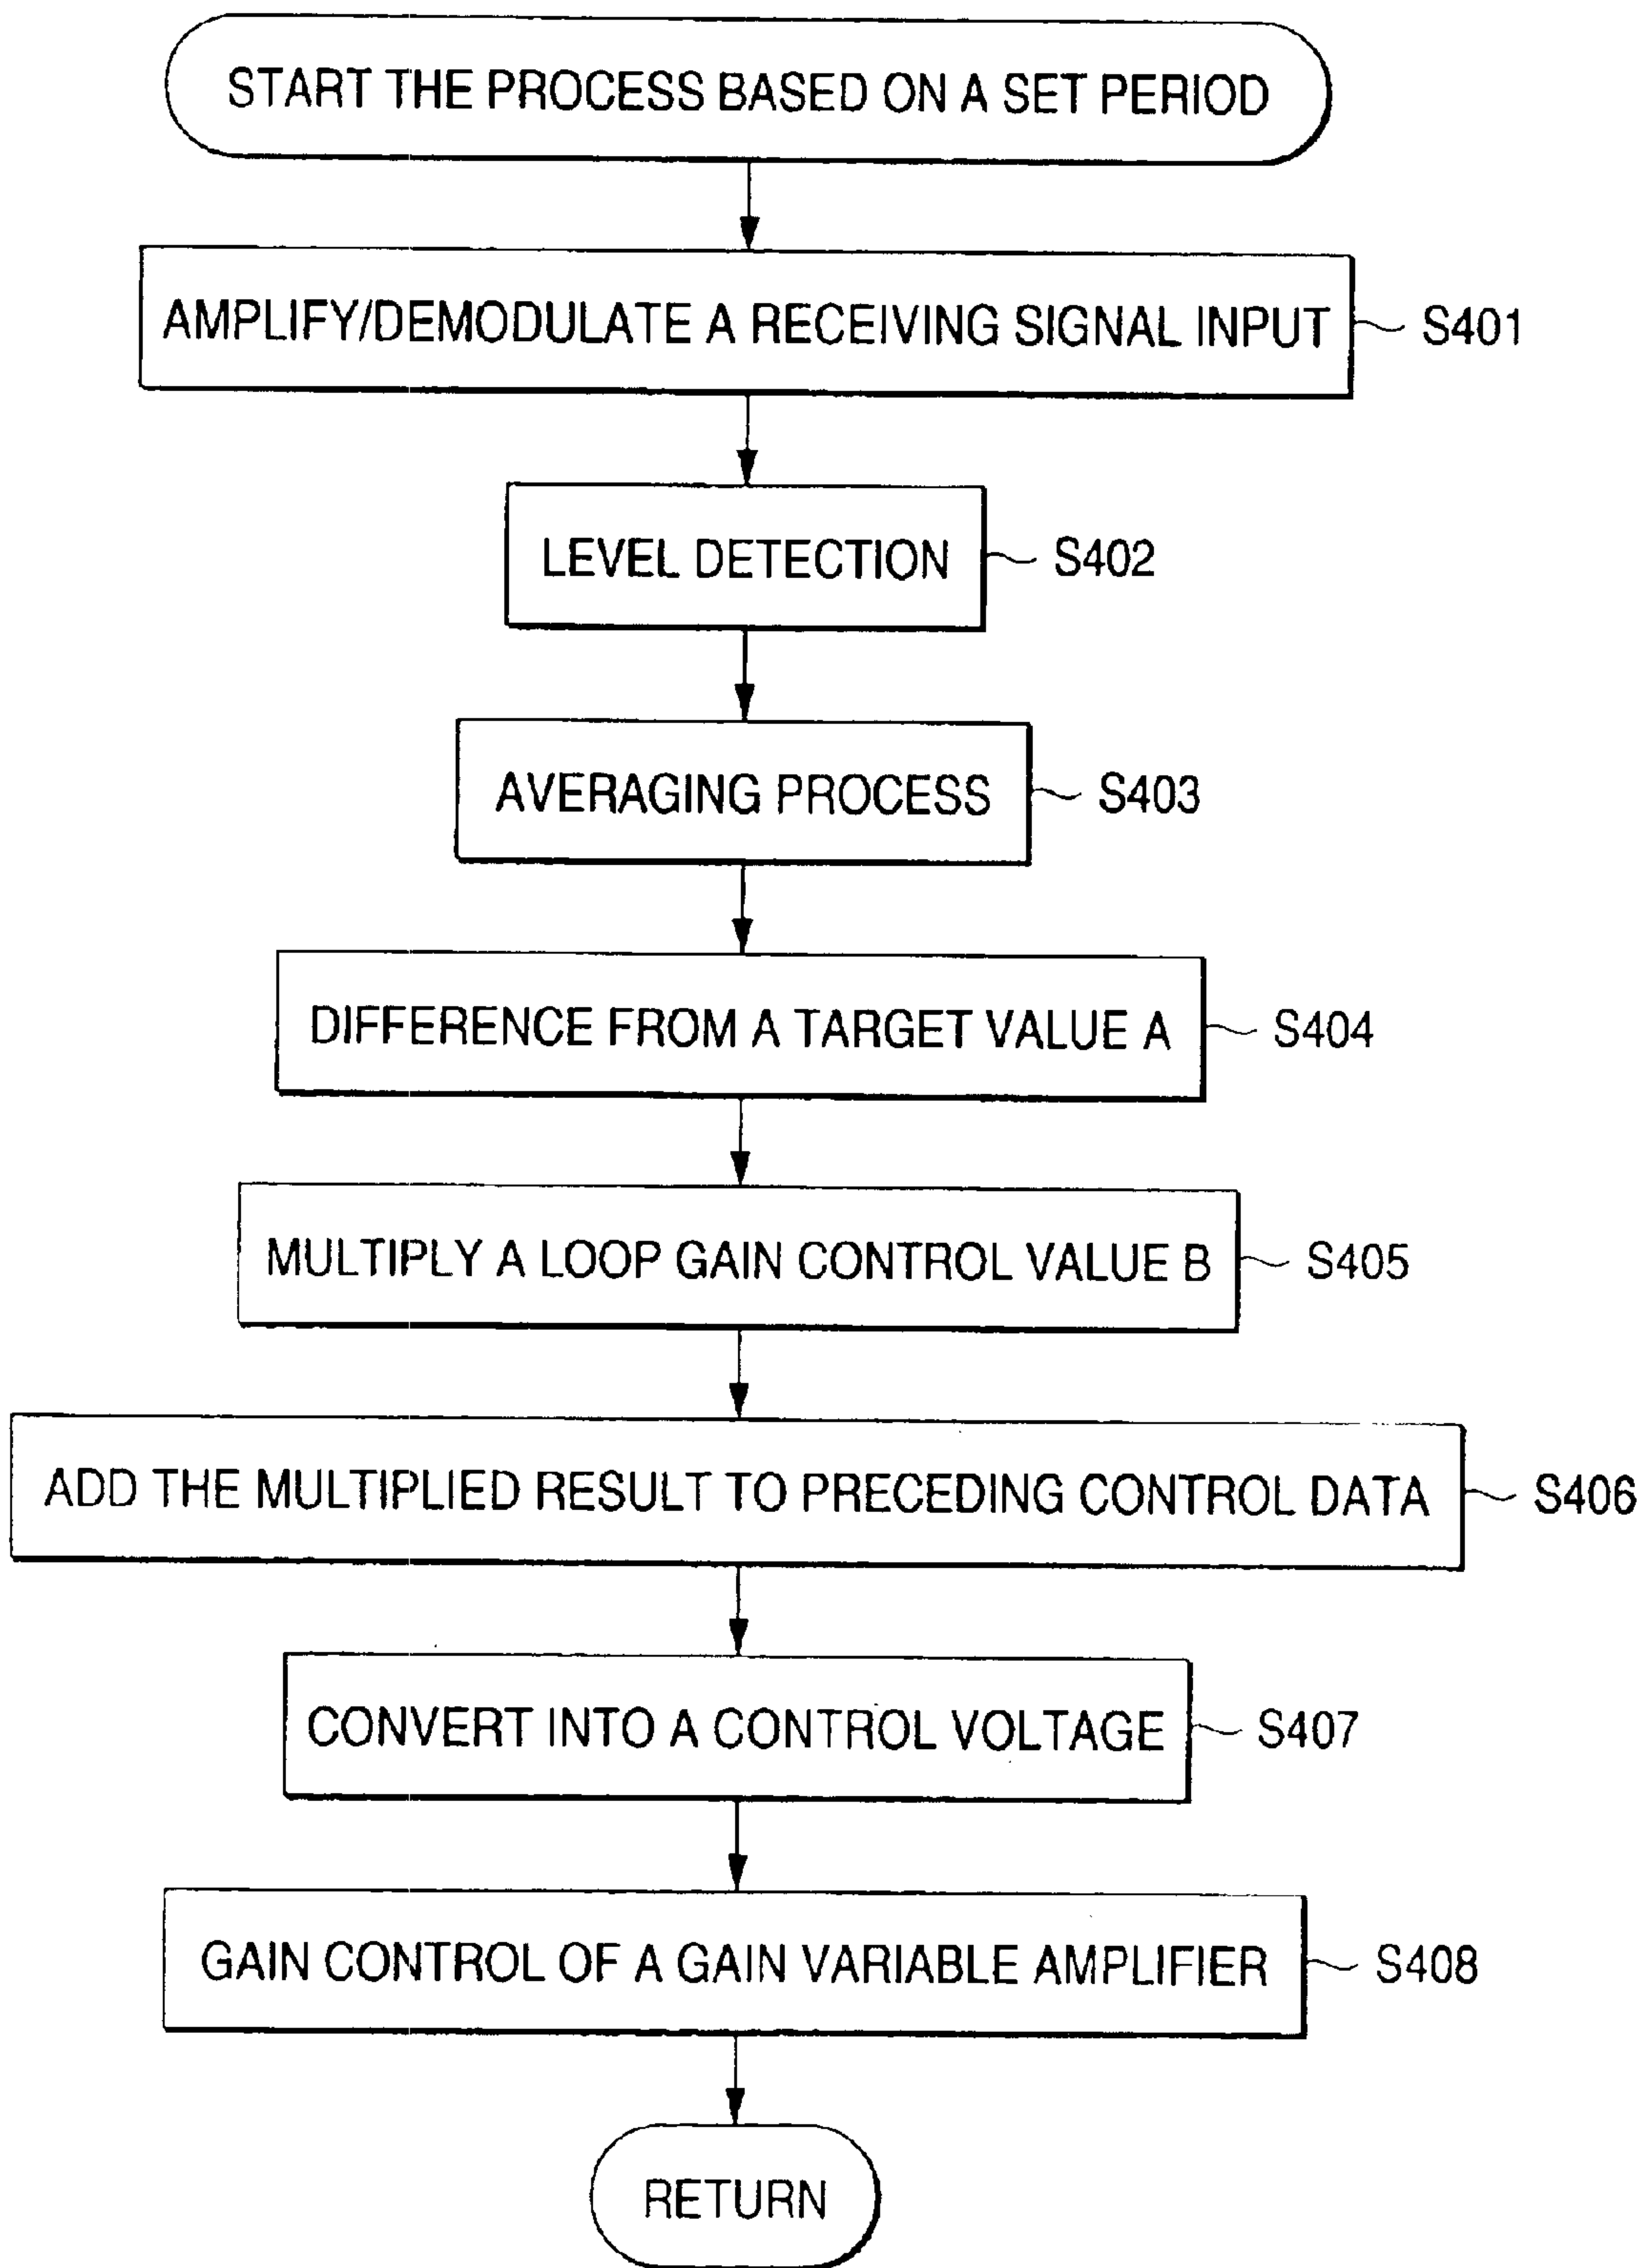 START THE PROCESS BASED ON A SET PERIOD
AMPLIFY/DEMODULATE A RECEIVING SIGNAL INPUT S401
LEVEL DETECTION S402
AVERAGING PROCESS S403
DIFFERENCE FROM A TARGET VALUE A S404
MULTIPLY A LOOP GAIN CONTROL VALUE B S405
ADD THE MULTIPLIED RESULT TO PRECEDING CONTROL DATA S406
CONVERT INTO A CONTROL VOLTAGE S407
GAIN CONTROL OF A GAIN VARIABLE AMPLIFIER S408
RETURN